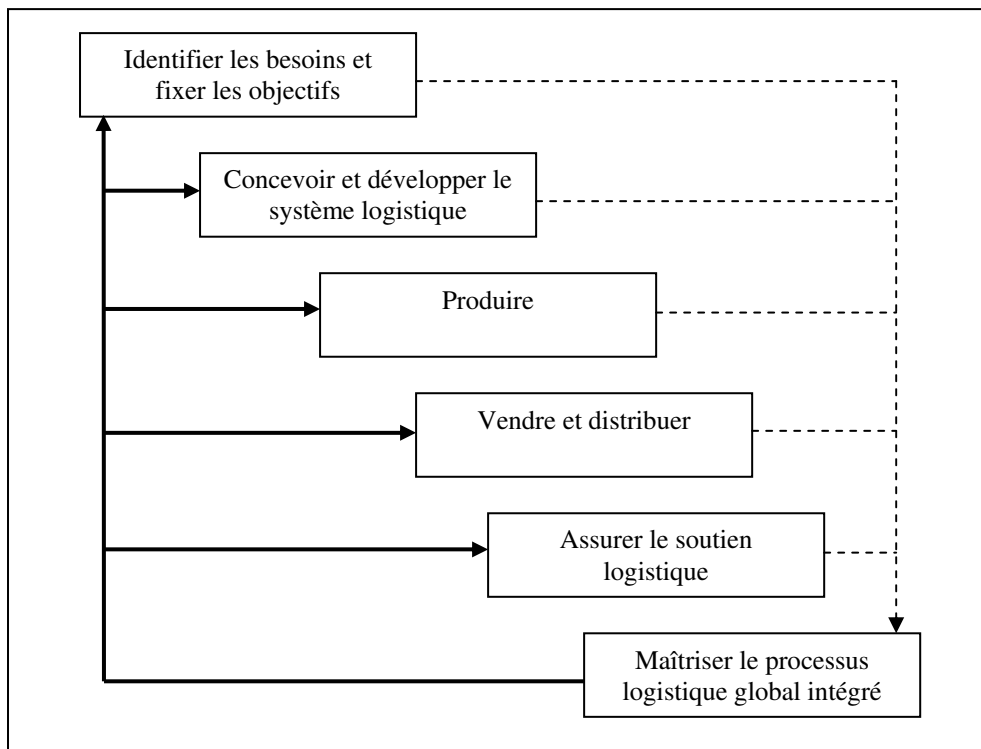 Identifier les besoins et
fixer les objectifs
Concevoir et développer le
système logistique
Produire
Vendre et distribuer
Assurer le soutien
logistique
Maîtriser le processus
logistique global intégré